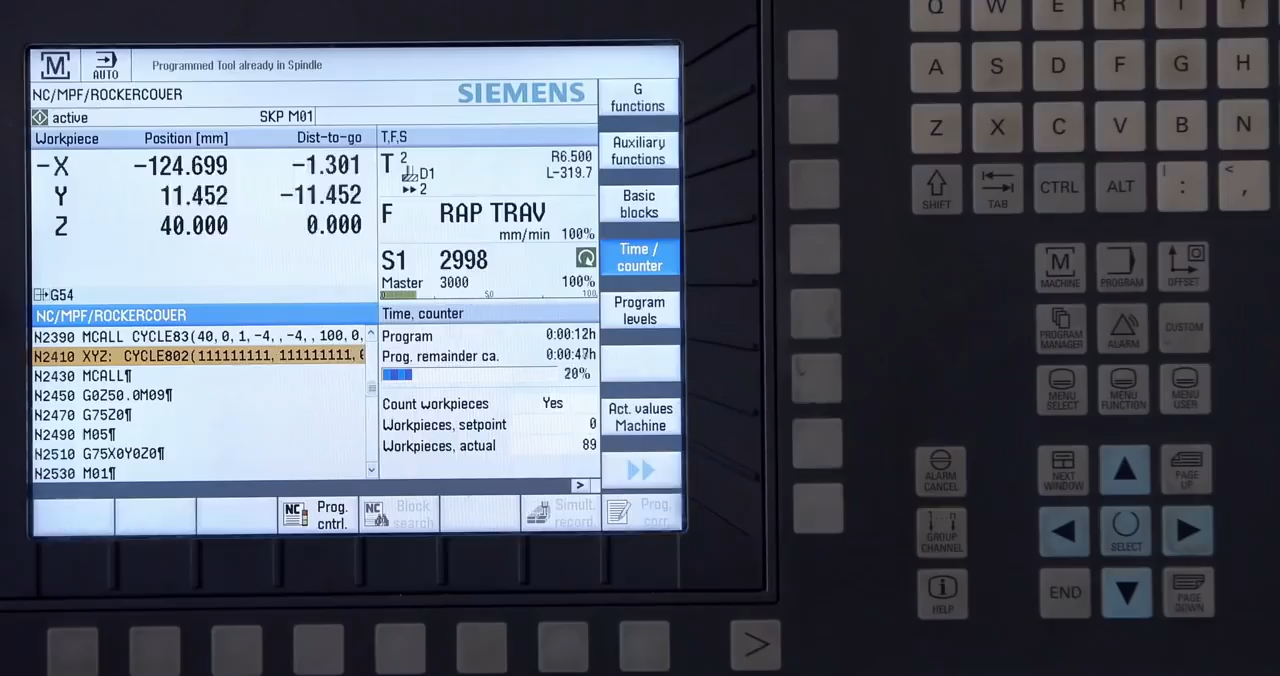 M AUTO Programmed Tool already in Spindle
NC/MPF/ROCKERCOVER SIEMENS
active SKP M01
Workpiece Position [mm] Dist-to-go T,F,S
-X -124.699 -1.301
Y 11.452 -11.452
Z 40.000 0.000
G54
T 2 R6.500
D1 L-319.7
2
F RAP TRAV
mm/min 100%
S1 2998
Master 3000 100%
0 50 100
NC/MPF/ROCKERCOVER
N2390 MCALL CYCLE83(40,0,1,-4,,-4,,100,0,
N2410 XYZ: CYCLE802(111111111,111111111,
N2430 MCALL¶
N2450 G0Z50.0M09¶
N2470 G75Z0¶
N2490 M05¶
N2510 G75X0Y0Z0¶
N2530 M01¶
Time, counter
Program 0:00:12h
Prog. remainder ca. 0:00:47h
20%
Count workpieces Yes
Workpieces, setpoint 0
Workpieces, actual 89
>
G
functions
Auxiliary
functions
Basic
blocks
Time /
counter
Program
levels
Act. values
Machine
NC Prog.
cntrl.
NC Block
search
Simult.
record.
Prog.
corr.
>
Q W E R T Y
A S D F G H
Z X C V B N
SHIFT TAB CTRL ALT | : < ,
M
MACHINE PROGRAM OFFSET
PROGRAM
MANAGER ALARM CUSTOM
MENU
SELECT MENU
FUNCTION MENU
USER
ALARM
CANCEL NEXT
WINDOW PAGE
UP
1...n
GROUP
CHANNEL SELECT
i
HELP END PAGE
DOWN